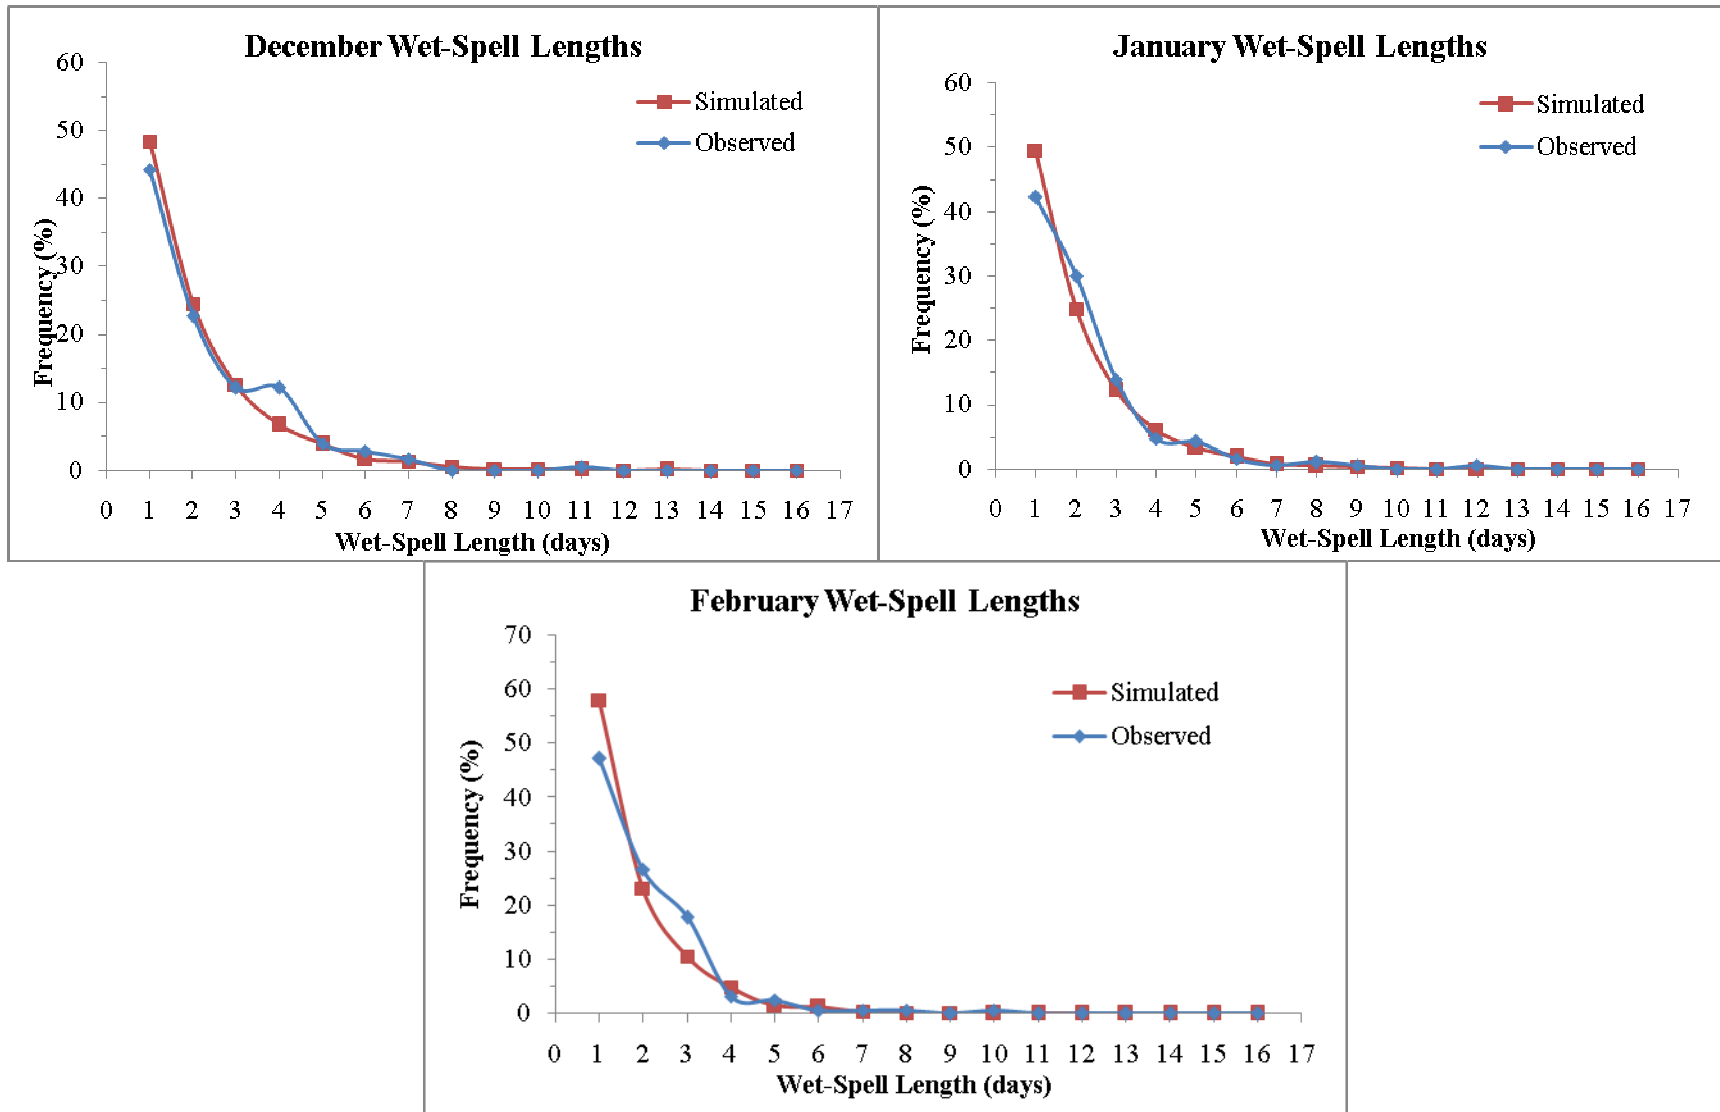 December Wet-Spell Lengths
60
50
40
30
20
10
0
Frequency (%)
Simulated
Observed
0 1 2 3 4 5 6 7 8 9 10 11 12 13 14 15 16 17
Wet-Spell Length (days)
January Wet-Spell Lengths
60
50
40
30
20
10
0
Frequency (%)
Simulated
Observed
0 1 2 3 4 5 6 7 8 9 10 11 12 13 14 15 16 17
Wet-Spell Length (days)
February Wet-Spell Lengths
70
60
50
40
30
20
10
0
Frequency (%)
Simulated
Observed
0 1 2 3 4 5 6 7 8 9 10 11 12 13 14 15 16 17
Wet-Spell Length (days)